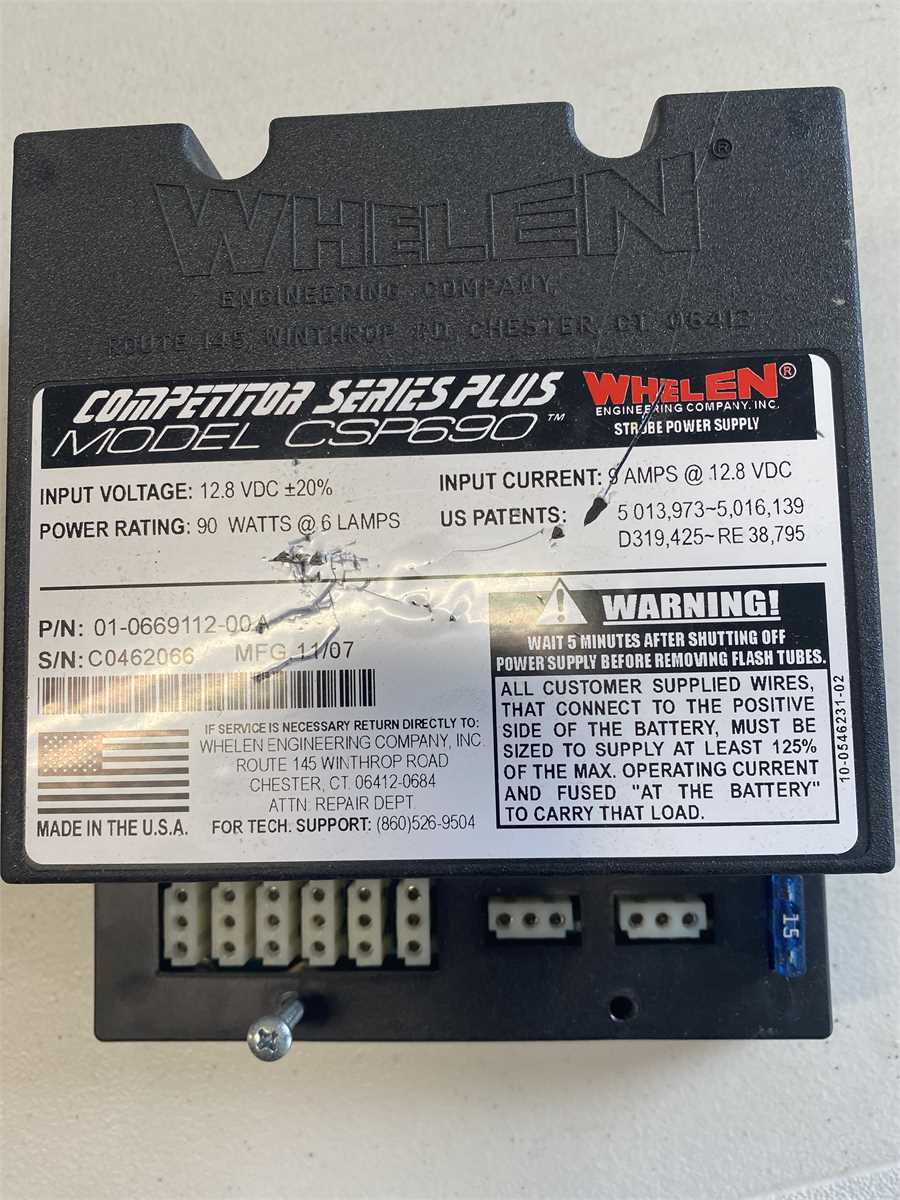 WHELEN®
ENGINEERING COMPANY,
ROUTE 145, WINTHROP RD, CHESTER, CT. 06412
COMPETITOR SERIES PLUS
MODEL CSP690™
WHELEN®
ENGINEERING COMPANY, INC.
STROBE POWER SUPPLY
INPUT VOLTAGE: 12.8 VDC ±20%
INPUT CURRENT: 9 AMPS @ 12.8 VDC
POWER RATING: 90 WATTS @ 6 LAMPS
US PATENTS: 5 013,973~5,016,139
D319,425~RE 38,795
P/N: 01-0669112-00A
S/N: C0462066 MFG 11/07
WARNING!
WAIT 5 MINUTES AFTER SHUTTING OFF
POWER SUPPLY BEFORE REMOVING FLASH TUBES.
ALL CUSTOMER SUPPLIED WIRES,
THAT CONNECT TO THE POSITIVE
SIDE OF THE BATTERY, MUST BE
SIZED TO SUPPLY AT LEAST 125%
OF THE MAX. OPERATING CURRENT
AND FUSED "AT THE BATTERY"
TO CARRY THAT LOAD.
10-0546231-02
IF SERVICE IS NECESSARY RETURN DIRECTLY TO:
WHELEN ENGINEERING COMPANY, INC.
ROUTE 145 WINTHROP ROAD
CHESTER, CT. 06412-0684
ATTN: REPAIR DEPT.
FOR TECH. SUPPORT: (860)526-9504
MADE IN THE U.S.A.
15